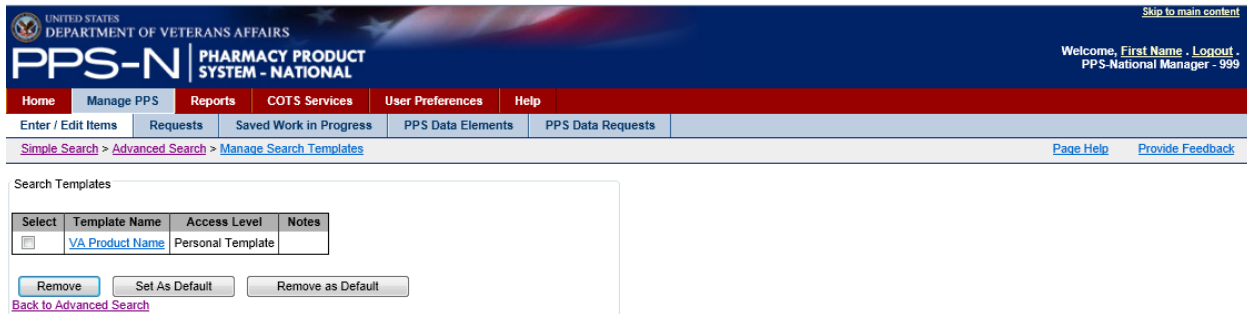 Skip to main content
UNITED STATES
DEPARTMENT OF VETERANS AFFAIRS
PPS-N PHARMACY PRODUCT
SYSTEM - NATIONAL
Welcome, First Name . Logout .
PPS-National Manager - 999
Home Manage PPS Reports COTS Services User Preferences Help
Enter / Edit Items Requests Saved Work in Progress PPS Data Elements PPS Data Requests
Simple Search > Advanced Search > Manage Search Templates Page Help Provide Feedback
Search Templates
Select Template Name Access Level Notes
VA Product Name Personal Template
Remove Set As Default Remove as Default
Back to Advanced Search